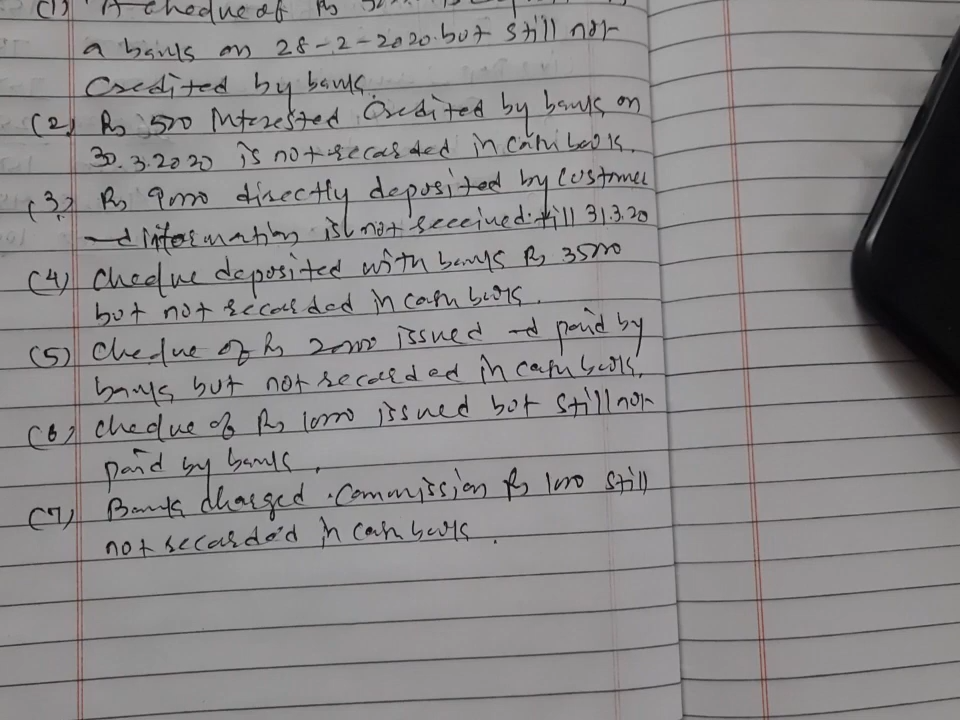 (1) A cheque of Rs
a bank on 28-2-2020. but still not
Credited by bank.
(2) Rs 500 Interested Credited by bank on
30.3.2020 is not recorded in cash book.
(3) Rs 9000 directly deposited by customer
information is not received till 31.3.20
(4) Cheque deposited with bank Rs 3500
but not recorded in cash book.
(5) Cheque of Rs 2000 issued and paid by
bank, but not recorded in cash book.
(6) Cheque of Rs 1000 issued but still not
paid by bank.
(7) Bank charged Commission Rs 100 still
not recorded in cash book.